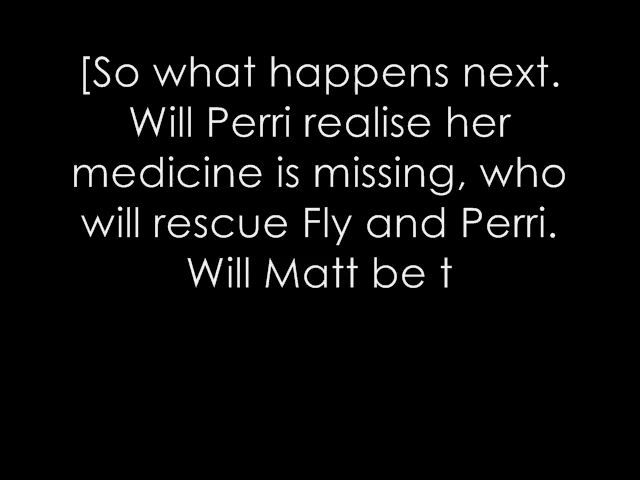 [So what happens next.
Will Perri realise her
medicine is missing, who
will rescue Fly and Perri.
Will Matt be t